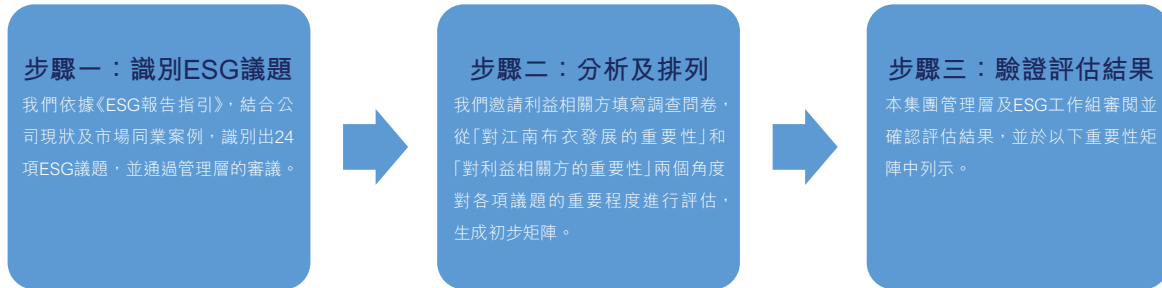 步驟一：識別ESG議題
我們依據《ESG報告指引》，結合公
司現狀及市場同業案例，識別出24
項ESG議題，並通過管理層的審議。
步驟二：分析及排列
我們邀請利益相關方填寫調查問卷，
從「對江南布衣發展的重要性」和
「對利益相關方的重要性」兩個角度
對各項議題的重要程度進行評估，
生成初步矩陣。
步驟三：驗證評估結果
本集團管理層及ESG工作組審閱並
確認評估結果，並於以下重要性矩
陣中列示。